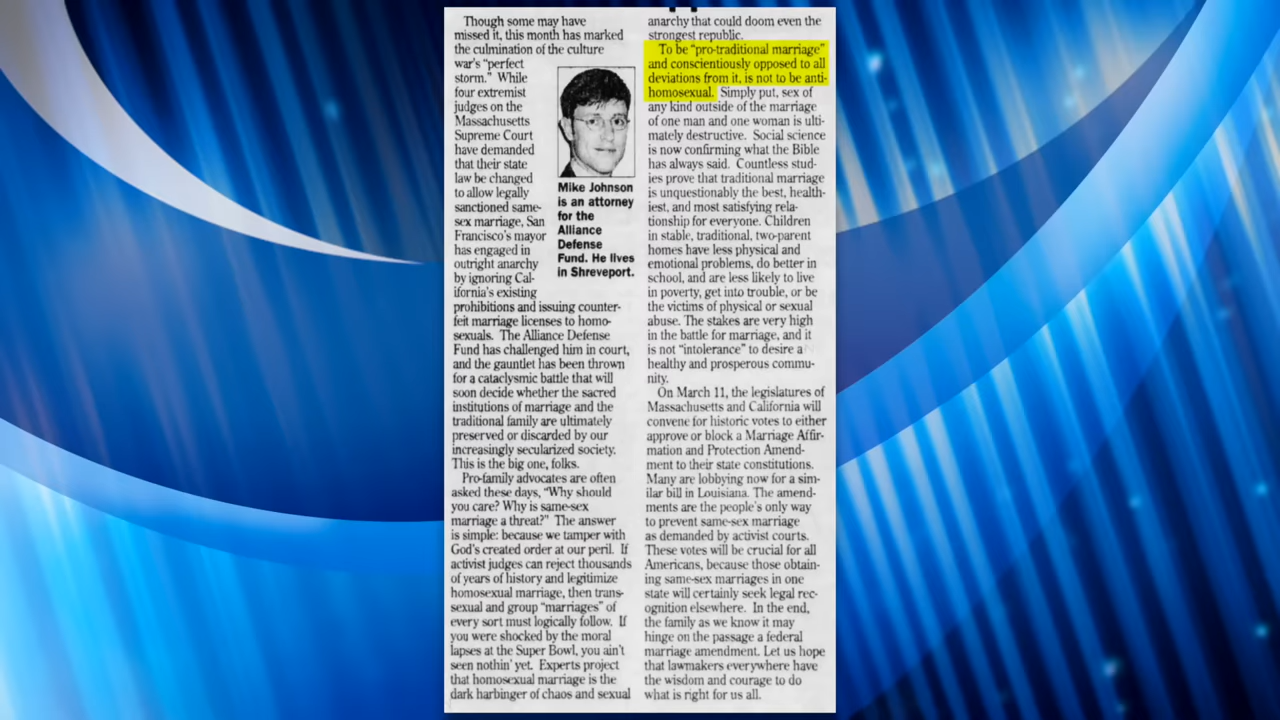 Though some may have
missed it, this month has marked
the culmination of the culture
war's "perfect
storm." While
four extremist
judges on the
Massachusetts
Supreme Court
have demanded
that their state
law be changed
to allow legally
sanctioned same-
sex marriage, San
Francisco's mayor
has engaged in
outright anarchy
by ignoring Cal-
ifornia's existing
prohibitions and issuing counter-
feit marriage licenses to homo-
sexuals. The Alliance Defense
Fund has challenged him in court,
and the gauntlet has been thrown
for a cataclysmic battle that will
soon decide whether the sacred
institutions of marriage and the
traditional family are ultimately
preserved or discarded by our
increasingly secularized society.
This is the big one, folks.
Pro-family advocates are often
asked these days, "Why should
you care? Why is same-sex
marriage a threat?" The answer
is simple: because we tamper with
God's created order at our peril. If
activist judges can reject thousands
of years of history and legitimize
homosexual marriage, then trans-
sexual and group "marriages" of
every sort must logically follow. If
you were shocked by the moral
lapses at the Super Bowl, you ain't
seen nothin' yet. Experts project
that homosexual marriage is the
dark harbinger of chaos and sexual
Mike Johnson
is an attorney
for the
Alliance
Defense
Fund. He lives
in Shreveport.
anarchy that could doom even the
strongest republic.
To be "pro-traditional marriage"
and conscientiously opposed to all
deviations from it, is not to be anti-
homosexual. Simply put, sex of
any kind outside of the marriage
of one man and one woman is ulti-
mately destructive. Social science
is now confirming what the Bible
has always said. Countless stud-
ies prove that traditional marriage
is unquestionably the best, health-
iest, and most satisfying rela-
tionship for everyone. Children
in stable, traditional, two-parent
homes have less physical and
emotional problems, do better in
school, and are less likely to live
in poverty, get into trouble, or be
the victims of physical or sexual
abuse. The stakes are very high
in the battle for marriage, and it
is not "intolerance" to desire a
healthy and prosperous commu-
nity.
On March 11, the legislatures of
Massachusetts and California will
convene for historic votes to either
approve or block a Marriage Affir-
mation and Protection Amend-
ment to their state constitutions.
Many are lobbying now for a sim-
ilar bill in Louisiana. The amend-
ments are the people's only way
to prevent same-sex marriage
as demanded by activist courts.
These votes will be crucial for all
Americans, because those obtain-
ing same-sex marriages in one
state will certainly seek legal rec-
ognition elsewhere. In the end,
the family as we know it may
hinge on the passage a federal
marriage amendment. Let us hope
that lawmakers everywhere have
the wisdom and courage to do
what is right for us all.